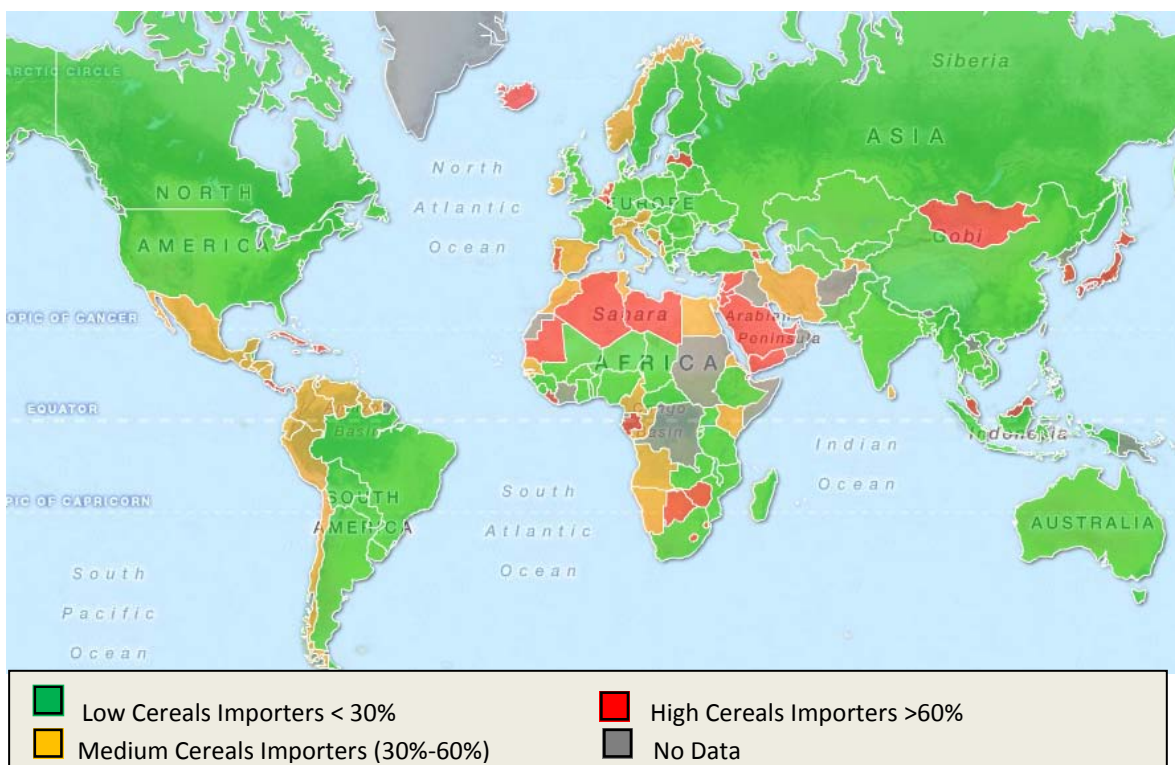 ARCTIC CIRCLE
Siberia
ASIA
NORTH
AMERICA
North
Atlantic
Ocean
EUROPE
Gobi
OPIC OF CANCER
Sahara
Arabian
Peninsula
AFRICA
EQUATOR
Basin
Congo
Basin
Indonesia
Indian
Ocean
PIC OF CAPRICORN
SOUTH
AMERICA
South
Atlantic
Ocean
AUSTRALIA
South
Pacific
Ocean
Low Cereals Importers < 30%
High Cereals Importers >60%
Medium Cereals Importers (30%-60%)
No Data